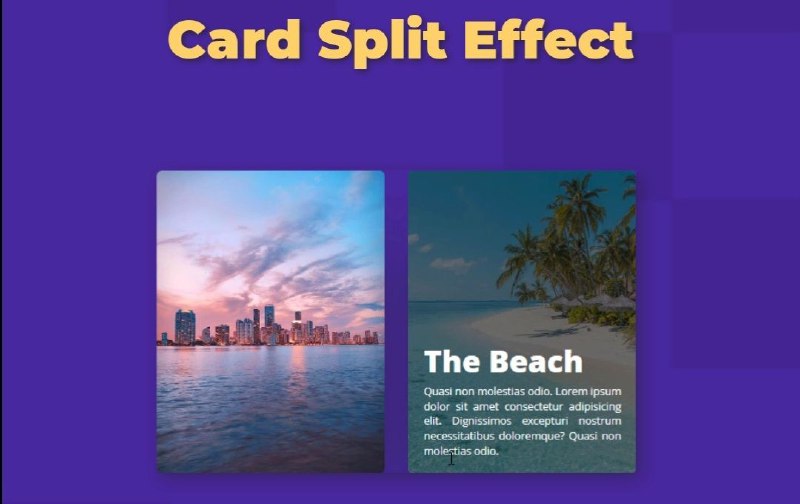 Card Split Effect
The Beach
Quasi non molestias odio. Lorem ipsum
dolor sit amet consectetur adipisicing
elit. Dignissimos excepturi nostrum
necessitatibus doloremque? Quasi non
molestias odio.